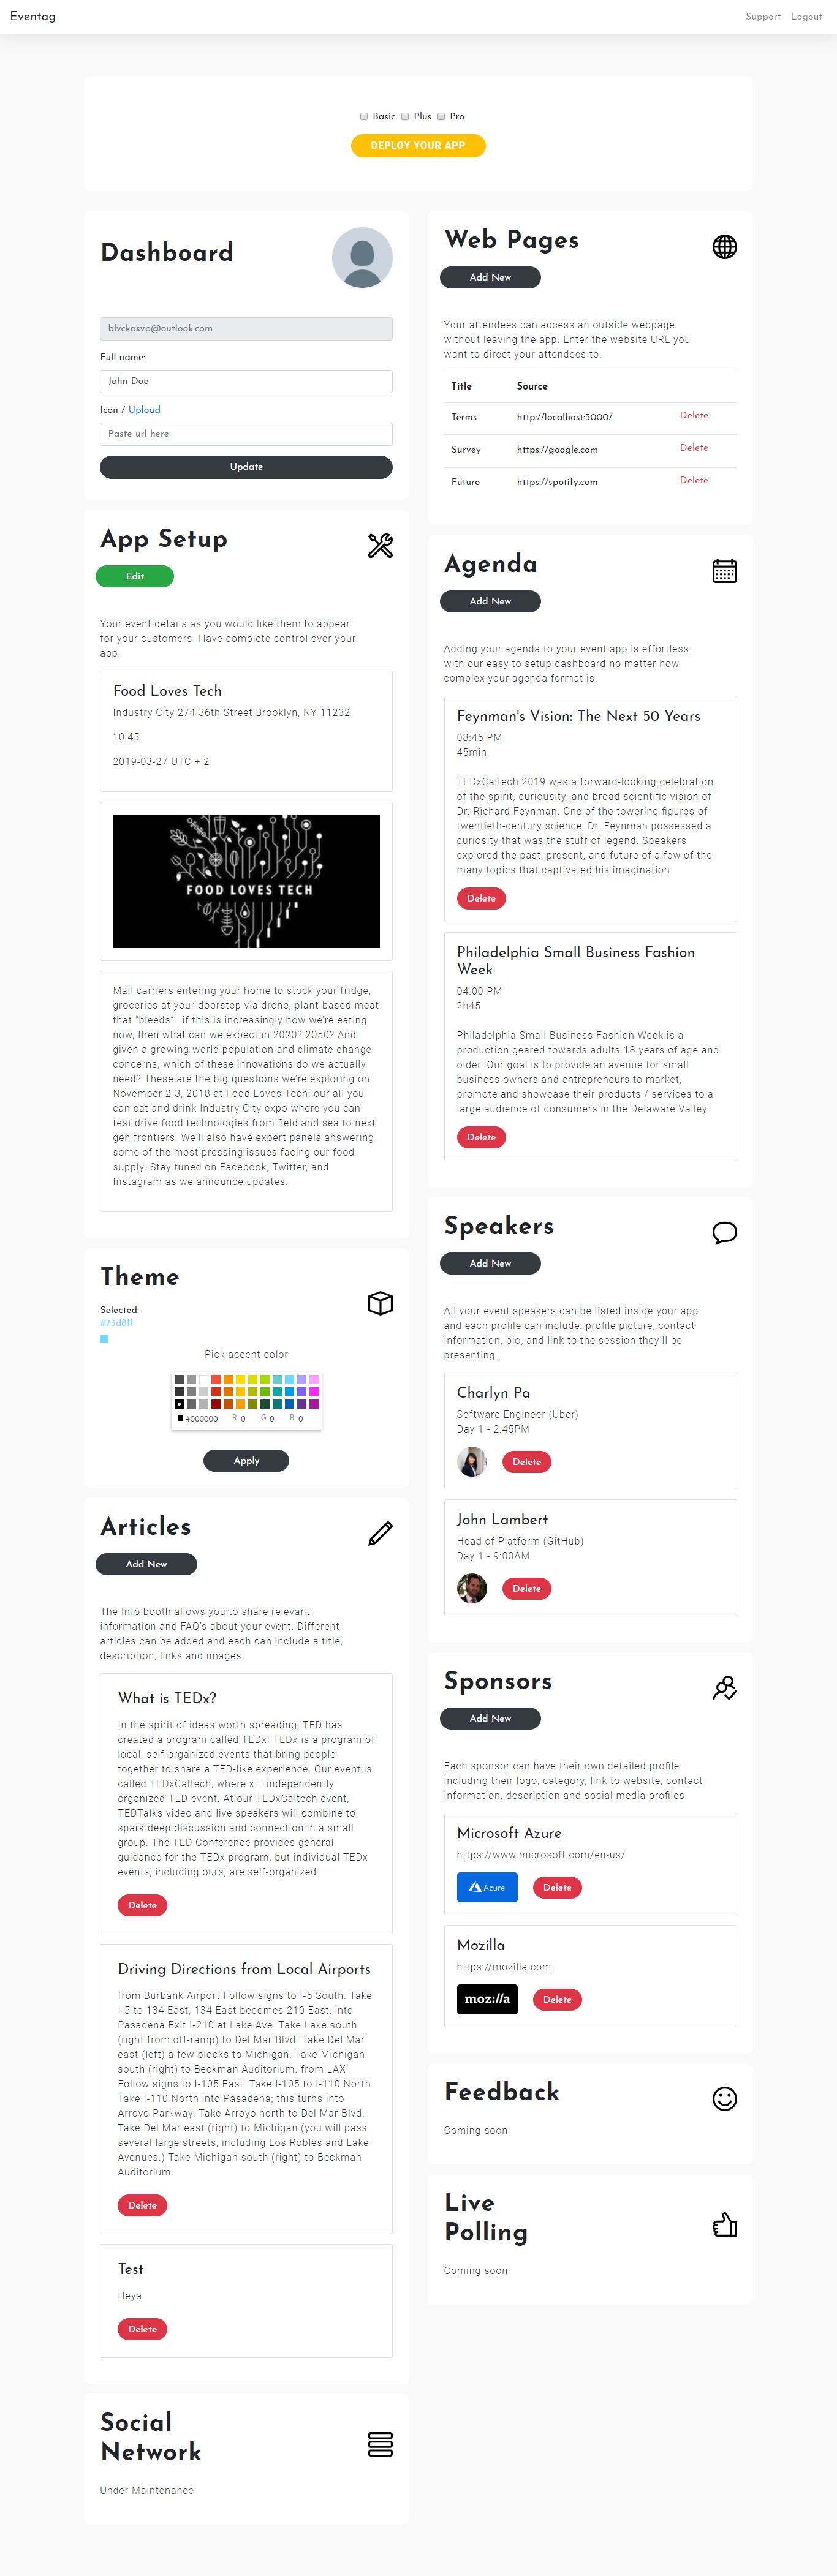 Eventag
Support Logout
Basic Plus Pro
DEPLOY YOUR APP
Dashboard
blvckasvp@outlook.com
Full name:
John Doe
Icon / Upload
Paste url here
Update
App Setup
Edit
Your event details as you would like them to appear
for your customers. Have complete control over your
app.
Food Loves Tech
Industry City 274 36th Street Brooklyn, NY 11232
10:45
2019-03-27 UTC + 2
FOOD LOVES TECH
Mail carriers entering your home to stock your fridge,
groceries at your doorstep via drone, plant-based meat
that "bleeds"—if this is increasingly how we're eating
now, then what can we expect in 2020? 2050? And
given a growing world population and climate change
concerns, which of these innovations do we actually
need? These are the big questions we're exploring on
November 2-3, 2018 at Food Loves Tech: our all you
can eat and drink Industry City expo where you can
test drive food technologies from field and sea to next
gen frontiers. We'll also have expert panels answering
some of the most pressing issues facing our food
supply. Stay tuned on Facebook, Twitter, and
Instagram as we announce updates.
Theme
Selected:
#73d8ff
Pick accent color
#000000 R 0 G 0 B 0
Apply
Articles
Add New
The Info booth allows you to share relevant
information and FAQ's about your event. Different
articles can be added and each can include a title,
description, links and images.
What is TEDx?
In the spirit of ideas worth spreading, TED has
created a program called TEDx. TEDx is a program of
local, self-organized events that bring people
together to share a TED-like experience. Our event is
called TEDxCaltech, where x = independently
organized TED event. At our TEDxCaltech event,
TEDTalks video and live speakers will combine to
spark deep discussion and connection in a small
group. The TED Conference provides general
guidance for the TEDx program, but individual TEDx
events, including ours, are self-organized.
Delete
Driving Directions from Local Airports
from Burbank Airport Follow signs to I-5 South. Take
I-5 to 134 East; 134 East becomes 210 East, into
Pasadena Exit I-210 at Lake Ave. Take Lake south
(right from off-ramp) to Del Mar Blvd. Take Del Mar
east (left) a few blocks to Michigan. Take Michigan
south (right) to Beckman Auditorium. from LAX
Follow signs to I-105 East. Take I-105 to I-110 North.
Take I-110 North into Pasadena; this turns into
Arroyo Parkway. Take Arroyo north to Del Mar Blvd.
Take Del Mar east (right) to Michigan (you will pass
several large streets, including Los Robles and Lake
Avenues.) Take Michigan south (right) to Beckman
Auditorium.
Delete
Test
Heya
Delete
Social
Network
Under Maintenance
Web Pages
Add New
Your attendees can access an outside webpage
without leaving the app. Enter the website URL you
want to direct your attendees to.
Title Source
Terms http://localhost:3000/ Delete
Survey https://google.com Delete
Future https://spotify.com Delete
Agenda
Add New
Adding your agenda to your event app is effortless
with our easy to setup dashboard no matter how
complex your agenda format is.
Feynman's Vision: The Next 50 Years
08:45 PM
45min
TEDxCaltech 2019 was a forward-looking celebration
of the spirit, curiousity, and broad scientific vision of
Dr. Richard Feynman. One of the towering figures of
twentieth-century science, Dr. Feynman possessed a
curiosity that was the stuff of legend. Speakers
explored the past, present, and future of a few of the
many topics that captivated his imagination.
Delete
Philadelphia Small Business Fashion
Week
04:00 PM
2h45
Philadelphia Small Business Fashion Week is a
production geared towards adults 18 years of age and
older. Our goal is to provide an avenue for small
business owners and entrepreneurs to market,
promote and showcase their products / services to a
large audience of consumers in the Delaware Valley.
Delete
Speakers
Add New
All your event speakers can be listed inside your app
and each profile can include: profile picture, contact
information, bio, and link to the session they'll be
presenting.
Charlyn Pa
Software Engineer (Uber)
Day 1 - 2:45PM
Delete
John Lambert
Head of Platform (GitHub)
Day 1 - 9:00AM
Delete
Sponsors
Add New
Each sponsor can have their own detailed profile
including their logo, category, link to website, contact
information, description and social media profiles.
Microsoft Azure
https://www.microsoft.com/en-us/
Azure
Delete
Mozilla
https://mozilla.com
moz://a
Delete
Feedback
Coming soon
Live
Polling
Coming soon